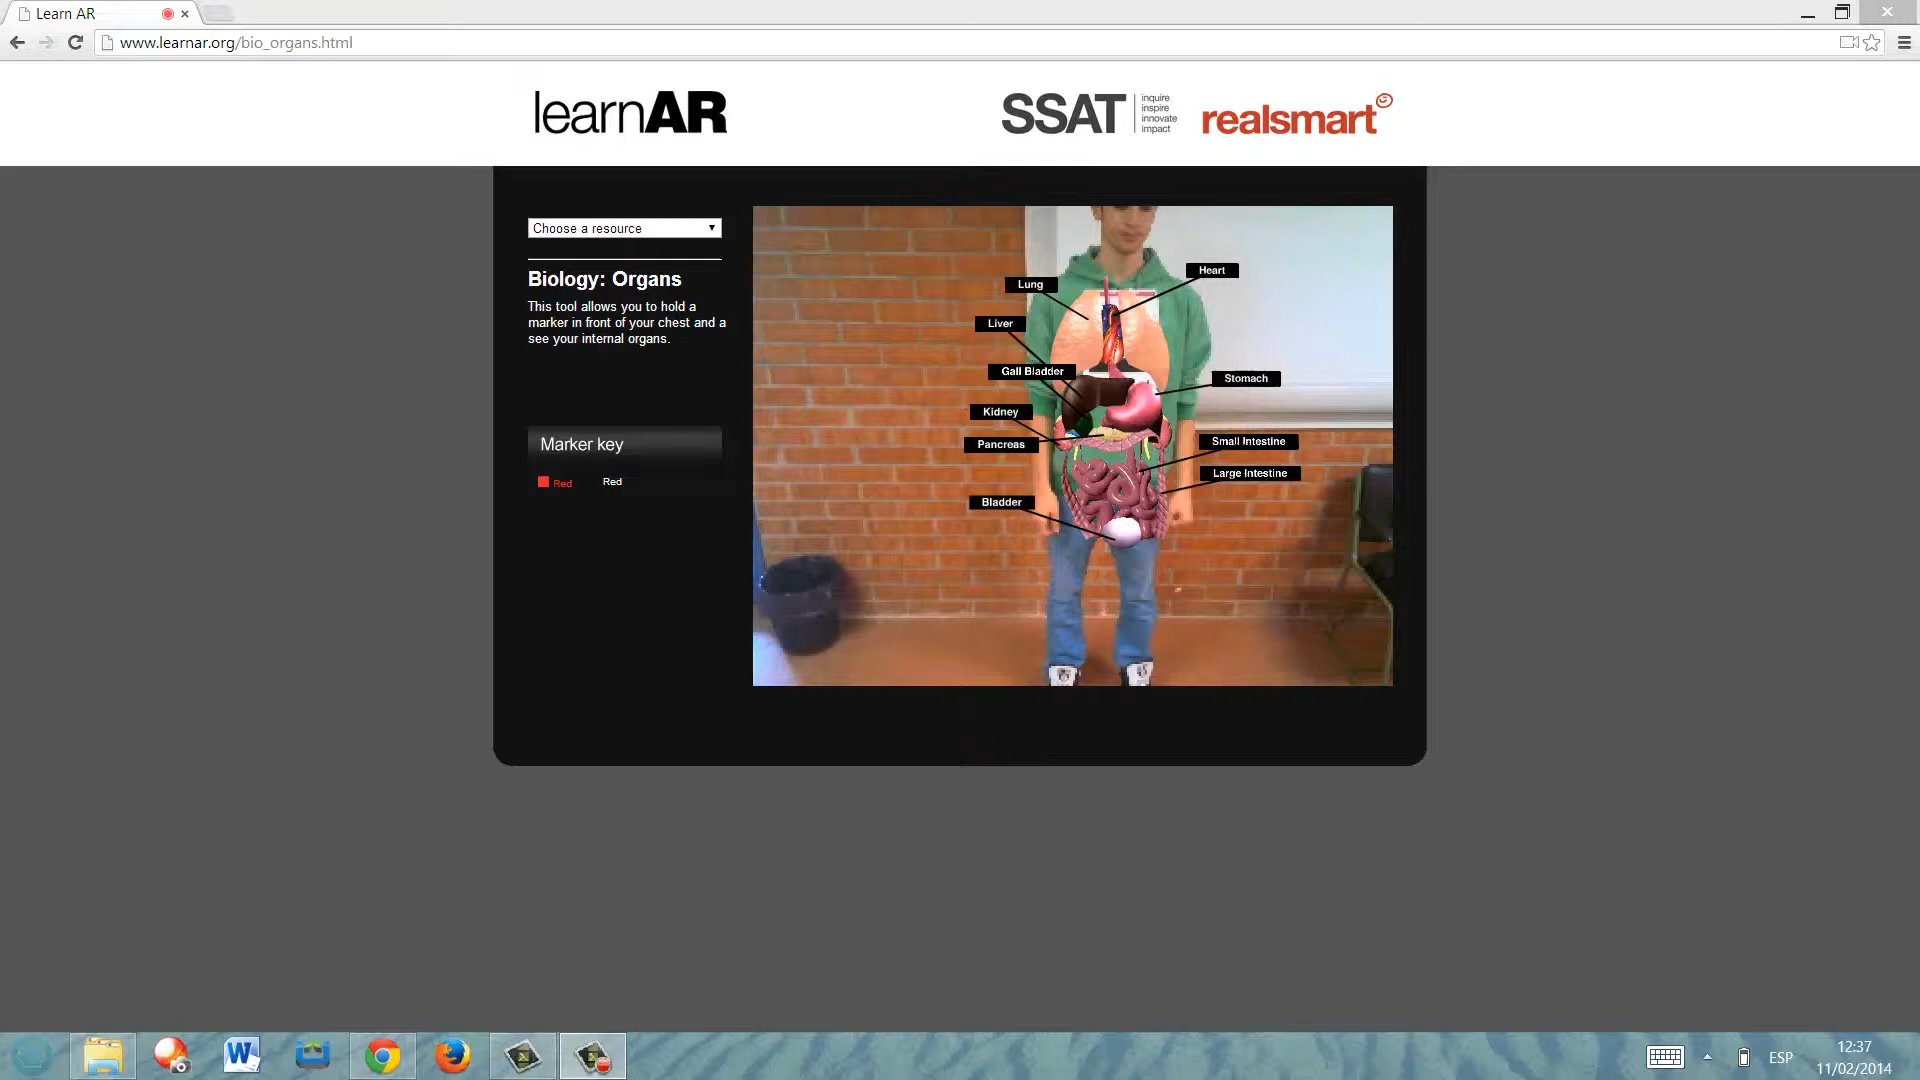 Learn AR
www.learnar.org/bio_organs.html
learnAR
SSAT
inquire
inspire
innovate
impact
realsmart
Choose a resource
Biology: Organs
This tool allows you to hold a
marker in front of your chest and a
see your internal organs.
Marker key
Red Red
Heart
Lung
Liver
Gall Bladder
Stomach
Kidney
Pancreas
Small Intestine
Large Intestine
Bladder
ESP
12:37
11/02/2014